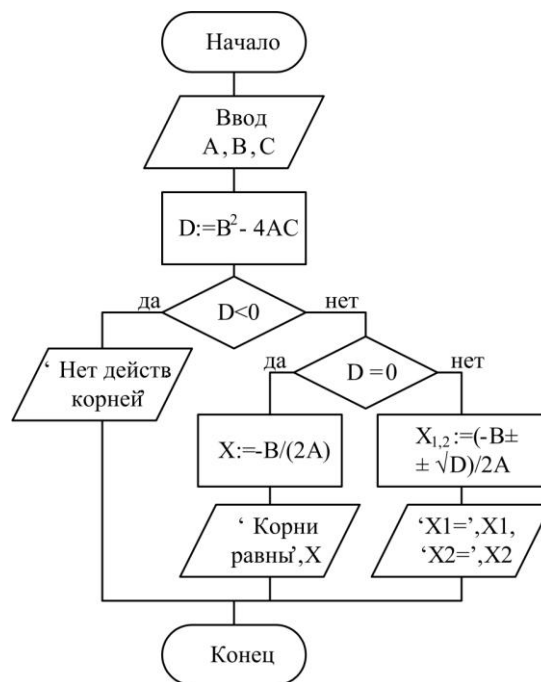 Начало
Ввод
A, B, C
D:=B²- 4AC
да
D<0
нет
‘ Нет действ
корней’
да
D = 0
нет
X:=-B/(2A)
X₁,₂:=(-B±
± √D)/2A
‘ Корни
равны’,X
‘X1=’,X1,
‘X2=’,X2
Конец